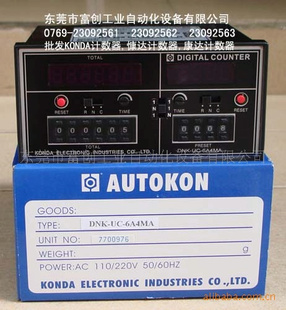 东莞市富创工业自动化设备有限公司
0769-23092561 23092562 23092563
批发KONDA计数器,慷达计数器,康达计数器
TOTAL
DIGITAL COUNTER
RESET
R N C
TIME
R N C
TIME
RESET
TOTAL
PRESET
00005
KONDA ELECTRONIC INDUSTRIES CO.,LTD.
DNK-UC-6A4MA
AUTOKON
GOODS:
TYPE: DNK-UC-6A4MA
UNIT NO: 7700976
WEIGHT: g
POWER:AC 110/220V 50/60HZ
KONDA ELECTRONIC INDUSTRIES CO.,LTD.